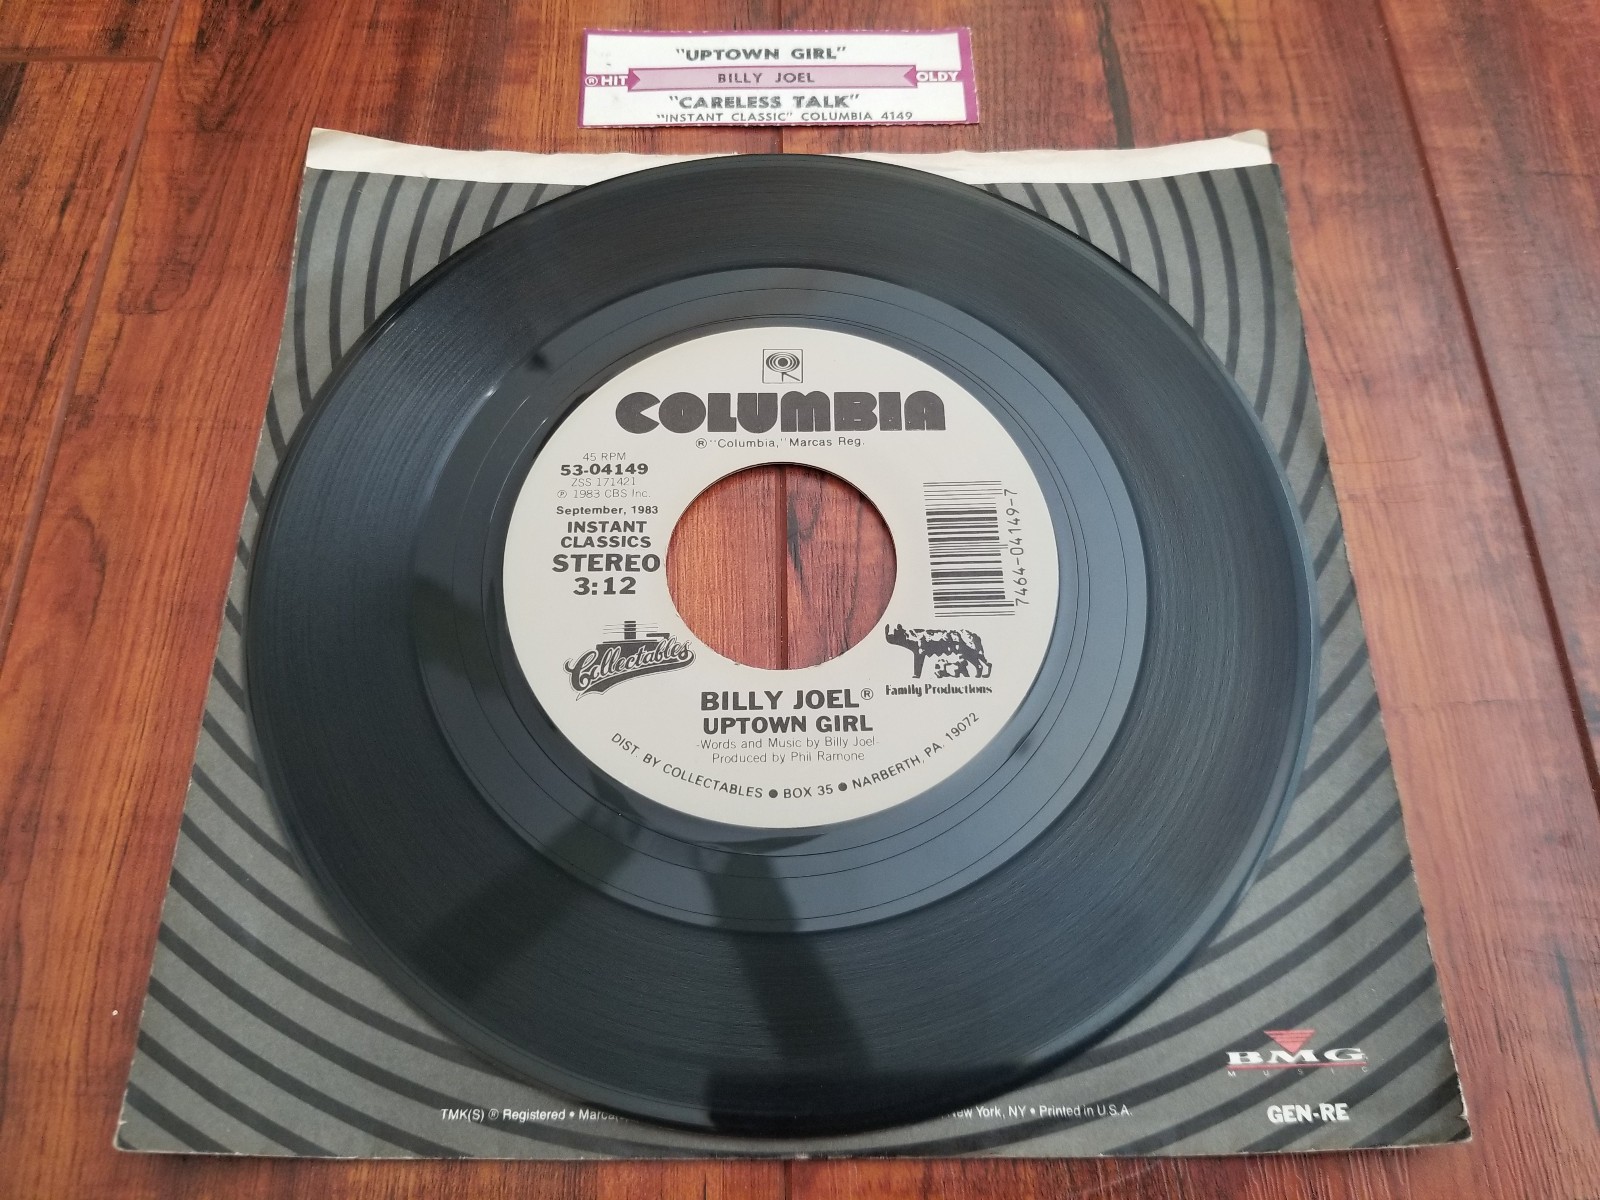 "UPTOWN GIRL"
® HIT BILLY JOEL OLDY
"CARELESS TALK"
"INSTANT CLASSIC" COLUMBIA 4149
COLUMBIA
® "Columbia," Marcas Reg.
45 RPM
53-04149
ZSS 171421
℗ 1983 CBS Inc.
September, 1983
INSTANT
CLASSICS
STEREO
3:12
7464-04149-7
Collectables
Family Productions
BILLY JOEL®
UPTOWN GIRL
-Words and Music by Billy Joel-
Produced by Phil Ramone
DIST. BY COLLECTABLES ● BOX 35 ● NARBERTH, PA. 19072
BMG
MUSIC
TMK(S) ® Registered • Marca
New York, NY • Printed in U.S.A.
GEN-RE